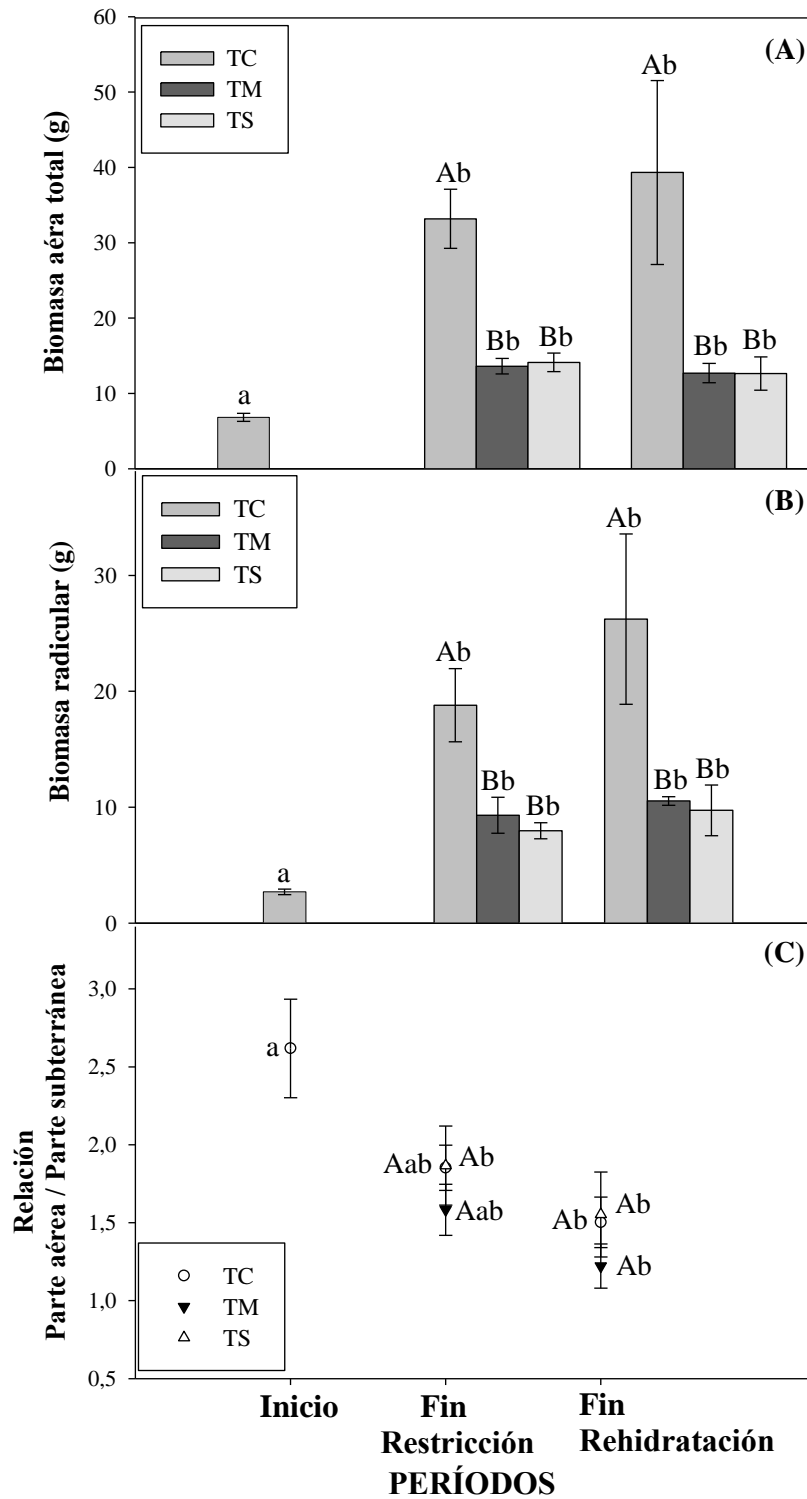 60
50
40
30
20
10
0
Biomasa aéra total (g)
TC
TM
TS
(A)
a
Ab
Bb
Bb
Ab
Bb
Bb
30
20
10
0
Biomasa radicular (g)
TC
TM
TS
(B)
a
Ab
Bb
Bb
Ab
Bb
Bb
3,0
2,5
2,0
1,5
1,0
0,5
Relación
Parte aérea / Parte subterránea
(C)
a
Aab
Ab
Aab
Ab
Ab
Ab
TC
TM
TS
Inicio
Fin
Restricción
Fin
Rehidratación
PERÍODOS